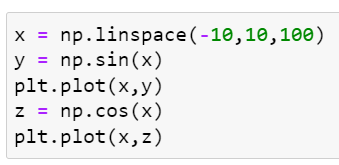 x = np.linspace(-10,10,100)
y = np.sin(x)
plt.plot(x,y)
z = np.cos(x)
plt.plot(x,z)